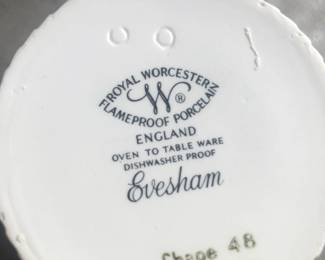 ROYAL WORCESTER
W®
FLAMEPROOF PORCELAIN
ENGLAND
OVEN TO TABLE WARE
DISHWASHER PROOF
Evesham
Shape 48